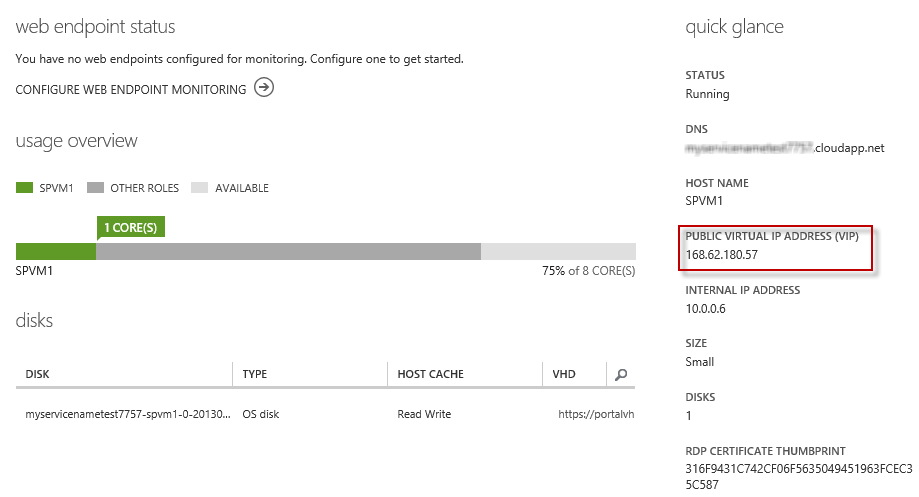 web endpoint status
You have no web endpoints configured for monitoring. Configure one to get started.
CONFIGURE WEB ENDPOINT MONITORING
usage overview
SPVM1 OTHER ROLES AVAILABLE
1 CORE(S)
SPVM1 75% of 8 CORE(S)
disks
DISK TYPE HOST CACHE VHD
myservicenametest7757-spvm1-0-20130... OS disk Read Write https://portalvh
quick glance
STATUS
Running
DNS
.cloudapp.net
HOST NAME
SPVM1
PUBLIC VIRTUAL IP ADDRESS (VIP)
168.62.180.57
INTERNAL IP ADDRESS
10.0.0.6
SIZE
Small
DISKS
1
RDP CERTIFICATE THUMBPRINT
316F9431C742CF06F5635049451963FCEC3
5C587